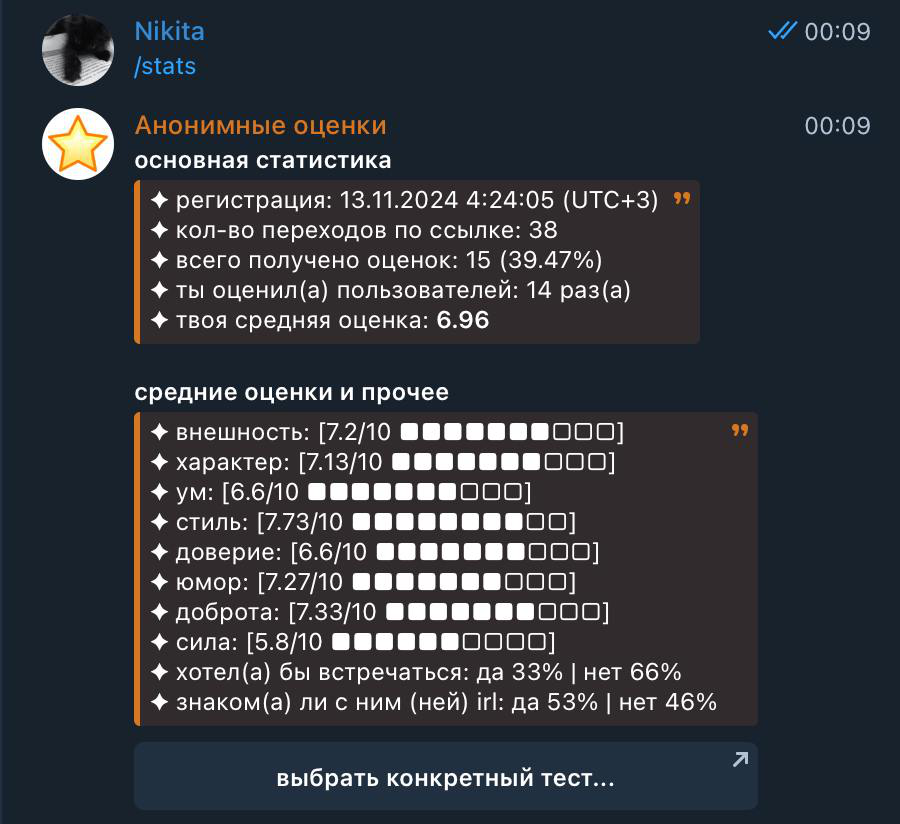 Nikita 00:09
/stats
Анонимные оценки 00:09
основная статистика
✦ регистрация: 13.11.2024 4:24:05 (UTC+3)
✦ кол-во переходов по ссылке: 38
✦ всего получено оценок: 15 (39.47%)
✦ ты оценил(а) пользователей: 14 раз(а)
✦ твоя средняя оценка: 6.96
средние оценки и прочее
✦ внешность: [7.2/10 ■■■■■■■□□□]
✦ характер: [7.13/10 ■■■■■■■□□□]
✦ ум: [6.6/10 ■■■■■■■□□□]
✦ стиль: [7.73/10 ■■■■■■■■□□]
✦ доверие: [6.6/10 ■■■■■■■□□□]
✦ юмор: [7.27/10 ■■■■■■■□□□]
✦ доброта: [7.33/10 ■■■■■■■□□□]
✦ сила: [5.8/10 ■■■■■■□□□□]
✦ хотел(а) бы встречаться: да 33% | нет 66%
✦ знаком(а) ли с ним (ней) irl: да 53% | нет 46%
выбрать конкретный тест...